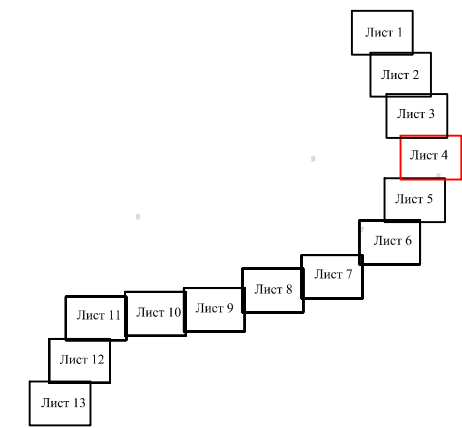 Лист 1
Лист 2
Лист 3
Лист 4
Лист 5
Лист 6
Лист 7
Лист 8
Лист 9
Лист 10
Лист 11
Лист 12
Лист 13